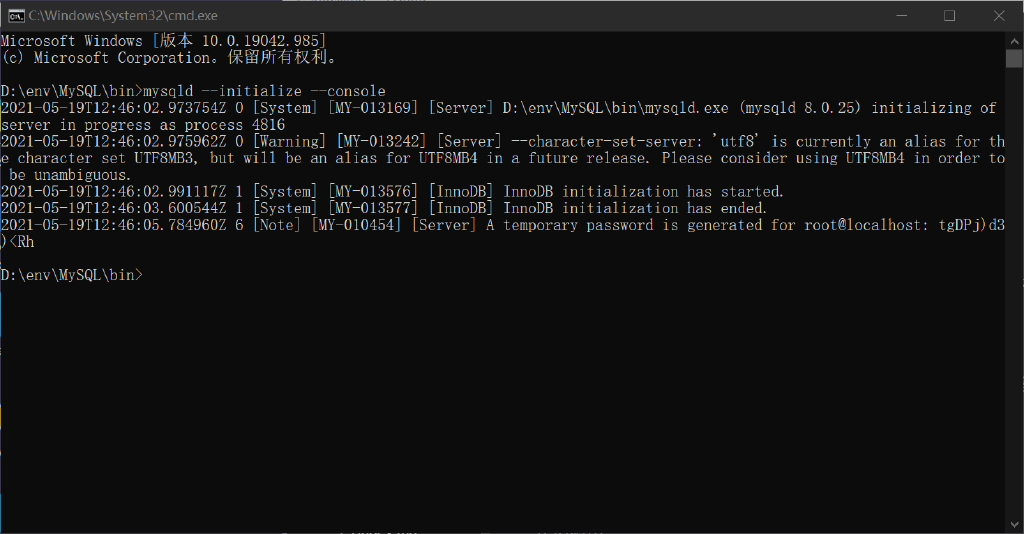 C:\Windows\System32\cmd.exe
Microsoft Windows [版本 10.0.19042.985]
(c) Microsoft Corporation。保留所有权利。
D:\env\MySQL\bin>mysqld --initialize --console
2021-05-19T12:46:02.973754Z 0 [System] [MY-013169] [Server] D:\env\MySQL\bin\mysqld.exe (mysqld 8.0.25) initializing of
server in progress as process 4816
2021-05-19T12:46:02.975962Z 0 [Warning] [MY-013242] [Server] --character-set-server: 'utf8' is currently an alias for th
e character set UTF8MB3, but will be an alias for UTF8MB4 in a future release. Please consider using UTF8MB4 in order to
 be unambiguous.
2021-05-19T12:46:02.991117Z 1 [System] [MY-013576] [InnoDB] InnoDB initialization has started.
2021-05-19T12:46:03.600544Z 1 [System] [MY-013577] [InnoDB] InnoDB initialization has ended.
2021-05-19T12:46:05.784960Z 6 [Note] [MY-010454] [Server] A temporary password is generated for root@localhost: tgDPj)d3
)<Rh
D:\env\MySQL\bin>